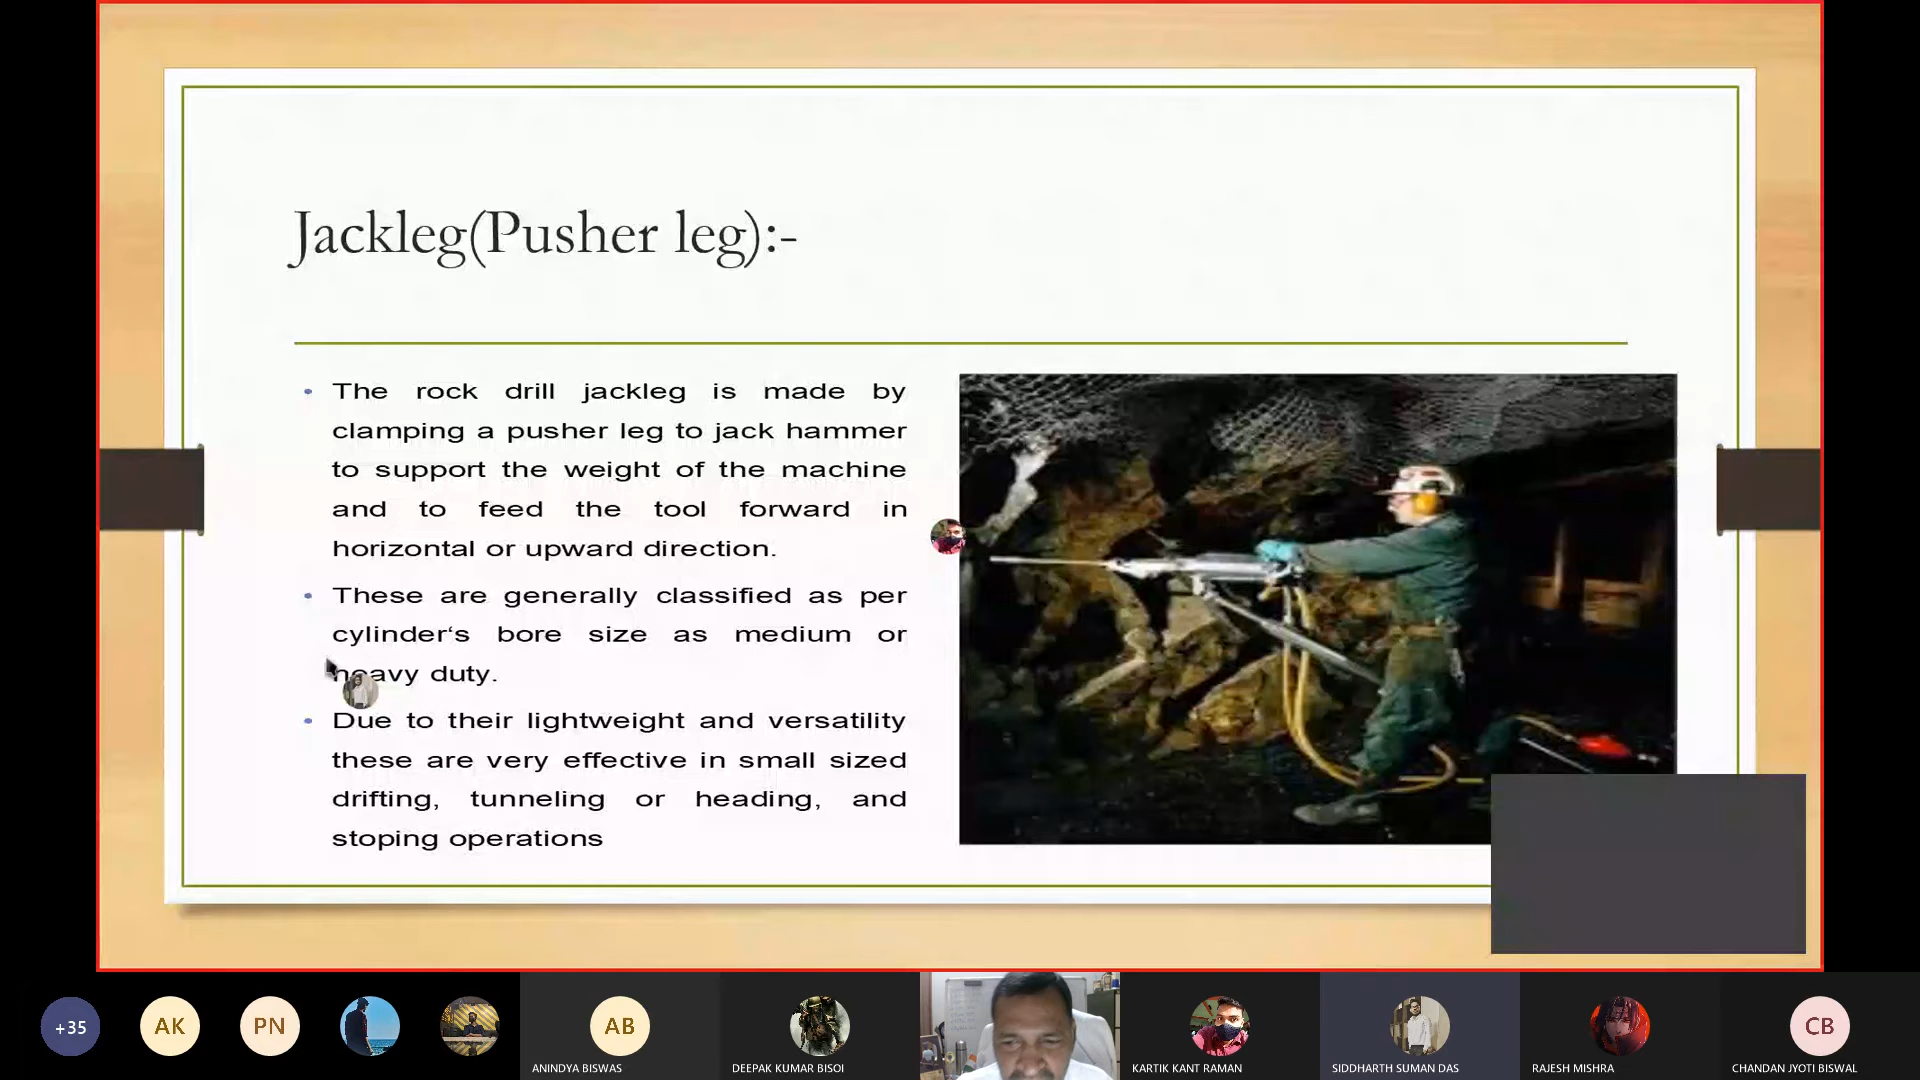 Jackleg(Pusher leg):-
• The rock drill jackleg is made by
clamping a pusher leg to jack hammer
to support the weight of the machine
and to feed the tool forward in
horizontal or upward direction.
• These are generally classified as per
cylinder‘s bore size as medium or
heavy duty.
• Due to their lightweight and versatility
these are very effective in small sized
drifting, tunneling or heading, and
stoping operations
+35
AK
PN
AB
CB
ANINDYA BISWAS
DEEPAK KUMAR BISOI
KARTIK KANT RAMAN
SIDDHARTH SUMAN DAS
RAJESH MISHRA
CHANDAN JYOTI BISWAL